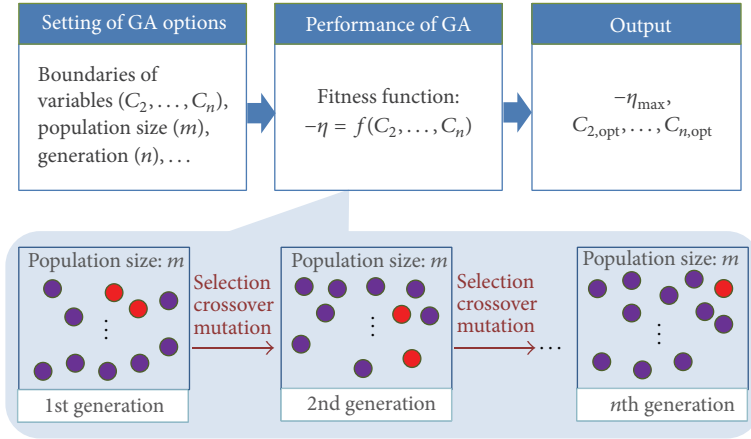 Setting of GA options
Boundaries of
variables (C₂, . . . , Cₙ),
population size (m),
generation (n), . . .
Performance of GA
Fitness function:
−η = f(C₂, . . . , Cₙ)
Output
−ηmax,
C2,opt, . . . , Cn,opt
Population size: m
1st generation
Selection
crossover
mutation
Population size: m
2nd generation
Selection
crossover
mutation
Population size: m
nth generation